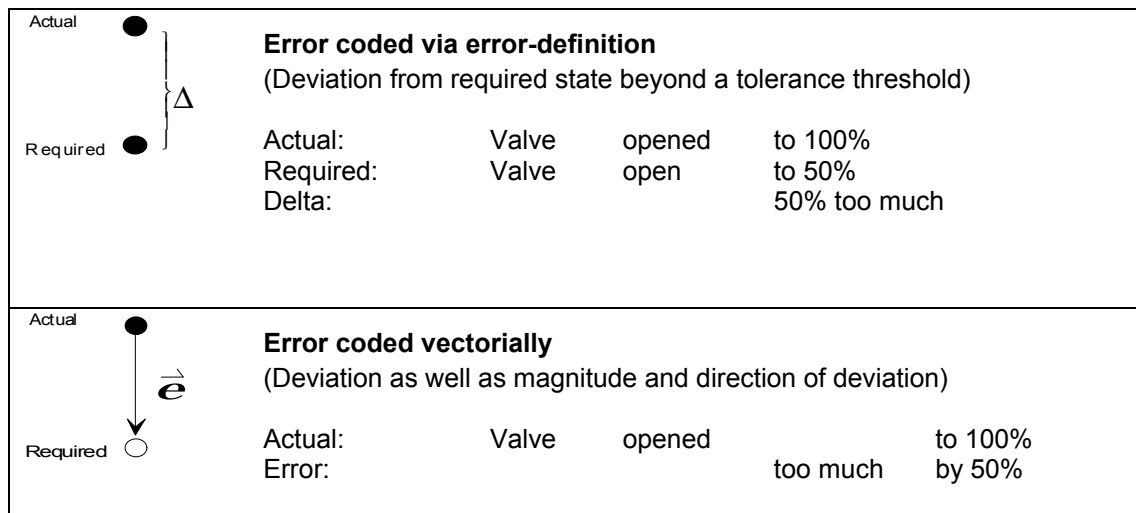 Actual
Required
Δ
Error coded via error-definition
(Deviation from required state beyond a tolerance threshold)
Actual: Valve opened to 100%
Required: Valve open to 50%
Delta: 50% too much
Actual
e⃗
Required
Error coded vectorially
(Deviation as well as magnitude and direction of deviation)
Actual: Valve opened to 100%
Error: too much by 50%